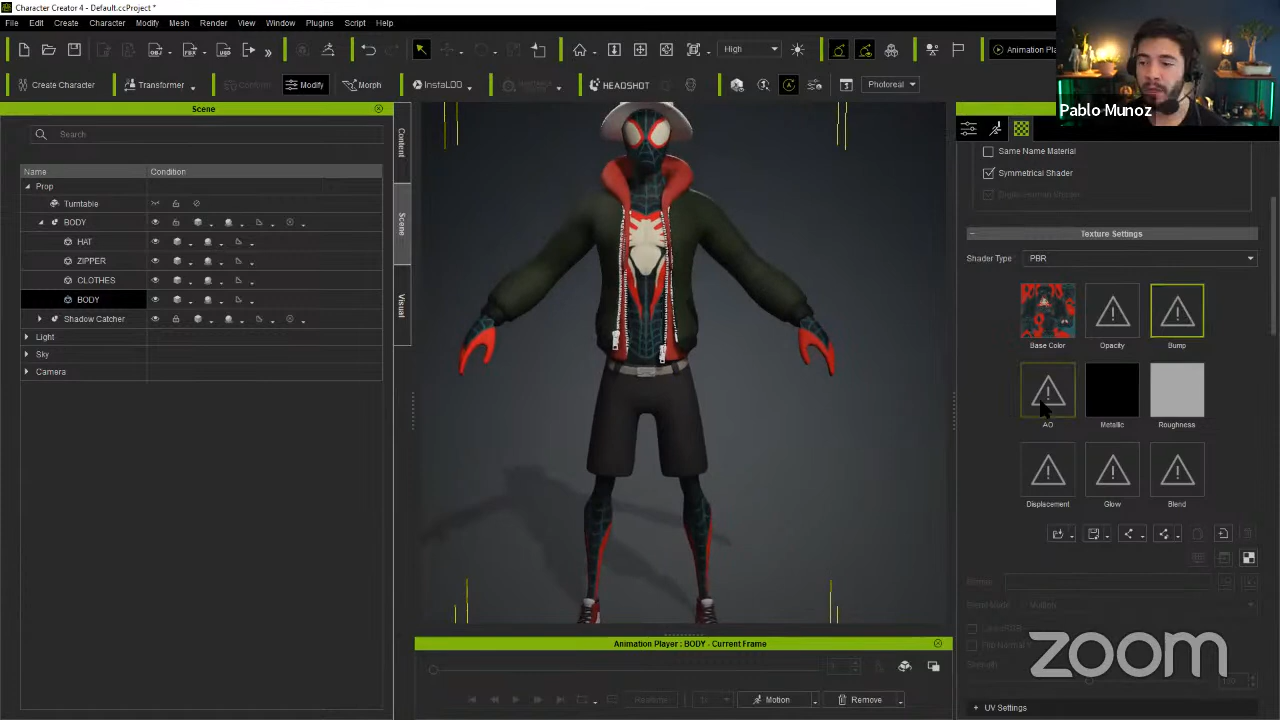 Character Creator 4 - Default.ccProject *
File Edit Create Modify Mesh Render View Window Plugins Script Help
High Animation Pla
Create Character Transformer Modify Morph InstaLOD HEADSHOT Photoreal
Pablo Munoz
Scene
Search
Name Condition
Prop
Turntable
BODY
HAT
ZIPPER
CLOTHES
BODY
Shadow Catcher
Light
Sky
Camera
Content
Scene
Visual
Same Name Material
Symmetrical Shader
Texture Settings
Shader Type PBR
Base Color Opacity Bump
AO Metallic Roughness
Displacement Glow Blend
Strength
UV Settings
zoom
Animation Player : BODY - Current Frame
Realtime
Motion Remove